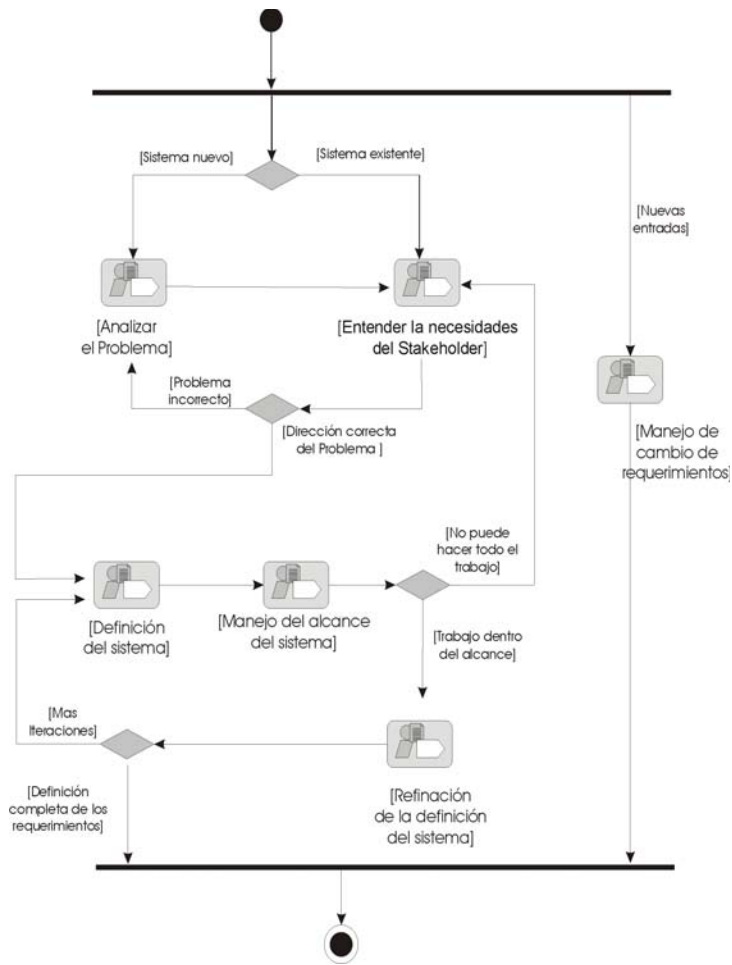 [Sistema nuevo]
[Sistema existente]
[Nuevas
entradas]
[Analizar
el Problema]
[Entender la necesidades
del Stakeholder]
[Problema
incorrecto]
[Dirección correcta
del Problema ]
[Manejo de
cambio de
requerimientos]
[No puede
hacer todo el
trabajo]
[Definición
del sistema]
[Manejo del alcance
del sistema]
[Trabajo dentro
del alcance]
[Mas
Iteraciones]
[Definición
completa de los
requerimientos]
[Refinación
de la definición
del sistema]